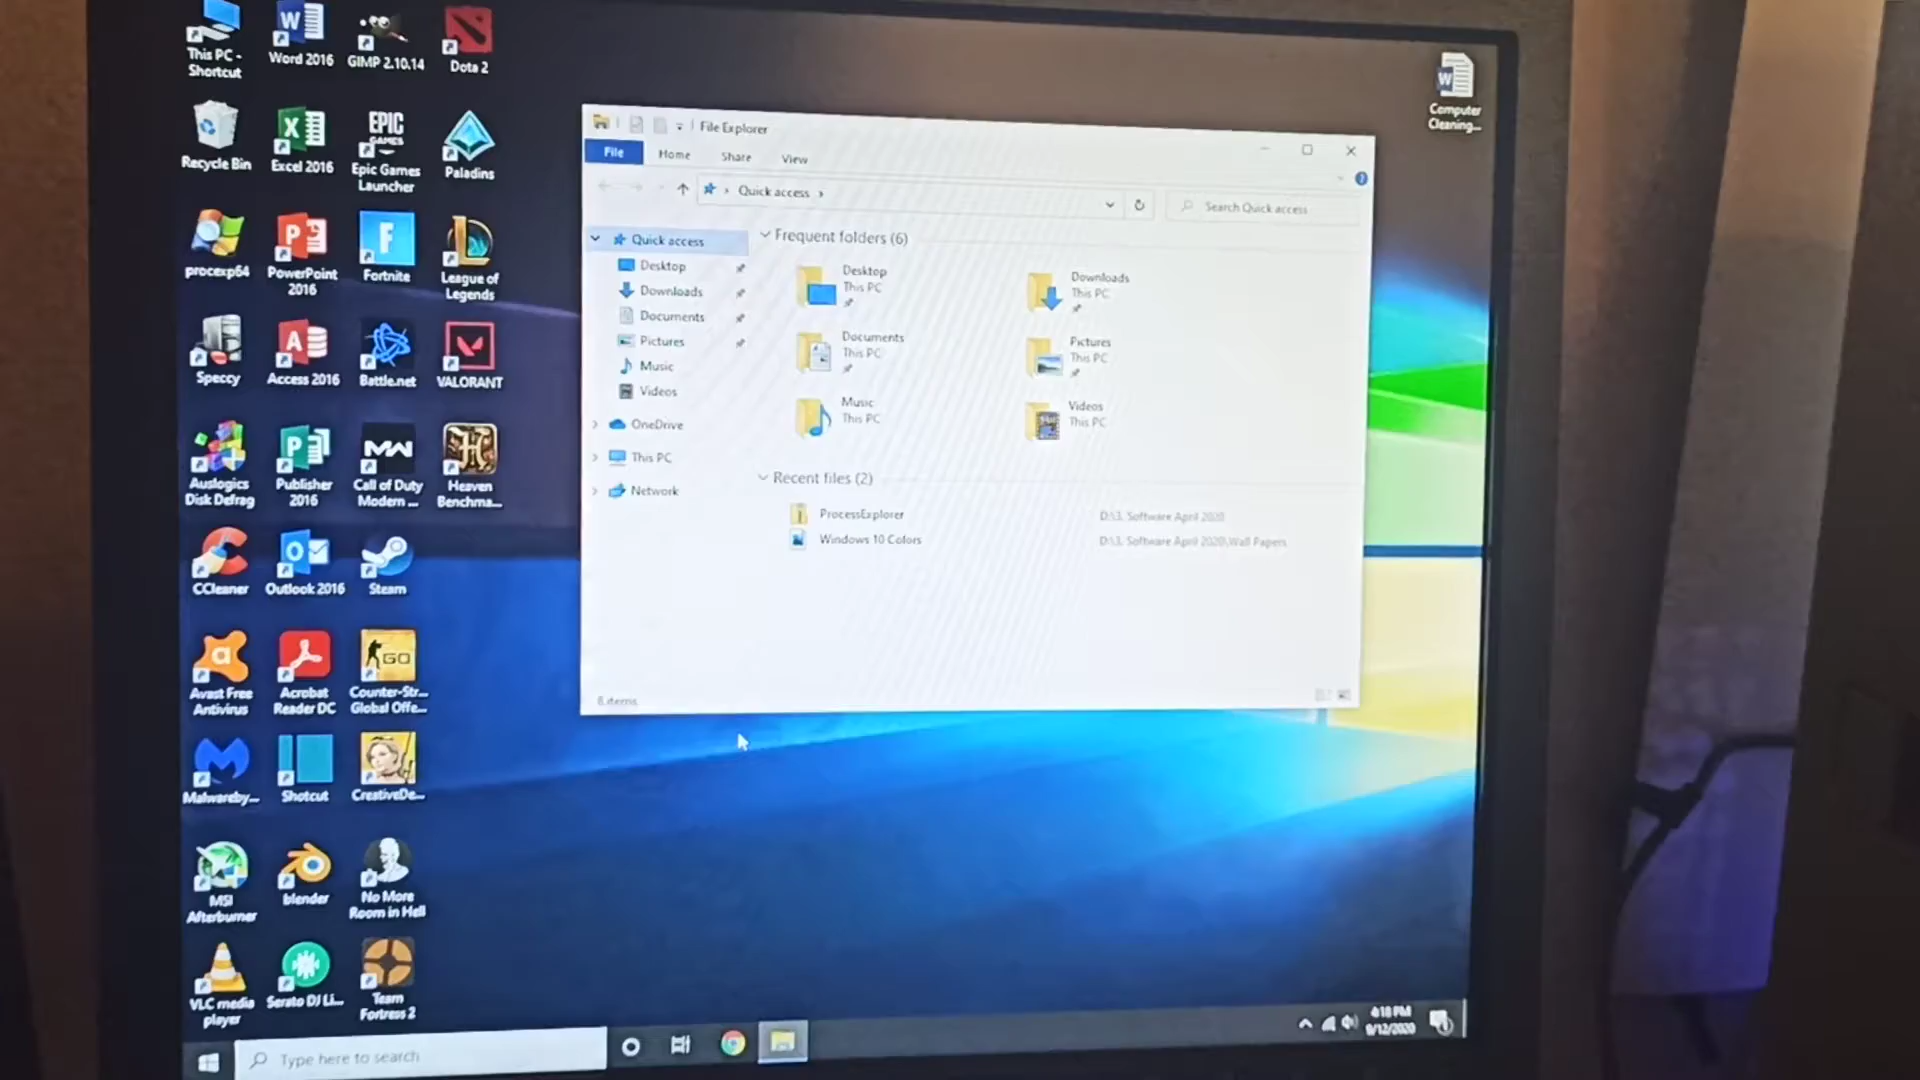 This PC -
Shortcut
Word 2016
GIMP 2.10.14
Dota 2
Computer
Cleaning...
Recycle Bin
Excel 2016
EPIC
GAMES
Epic Games
Launcher
Paladins
procexp64
PowerPoint
2016
Fortnite
League of
Legends
Speccy
Access 2016
Battle.net
VALORANT
Auslogics
Disk Defrag
Publisher
2016
Call of Duty
Modern ...
Heaven
Benchma...
CCleaner
Outlook 2016
Steam
Avast Free
Antivirus
Acrobat
Reader DC
GO
Counter-Str...
Global Offe...
Malwareby...
Shotcut
CreativeDe...
MSI
Afterburner
blender
No More
Room in Hell
VLC media
player
Serato DJ Li...
Team
Fortress 2
File Explorer
File Home Share View
Quick access
Search Quick access
Quick access
Desktop
Downloads
Documents
Pictures
Music
Videos
OneDrive
This PC
Network
Frequent folders (6)
Desktop
This PC
Downloads
This PC
Documents
This PC
Pictures
This PC
Music
This PC
Videos
This PC
Recent files (2)
ProcessExplorer D:\3. Software April 2020
Windows 10 Colors D:\3. Software April 2020\Wall Papers
8 items
Type here to search
4:18 PM
9/12/2020